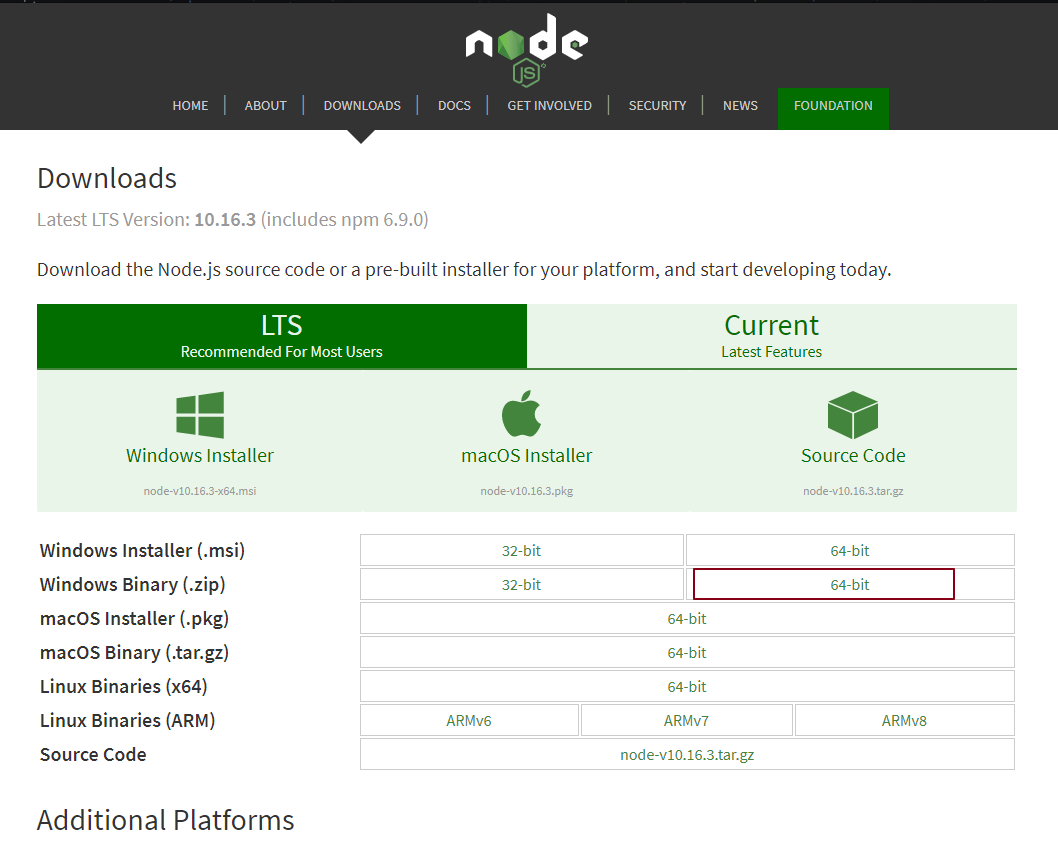 node
JS
HOME ABOUT DOWNLOADS DOCS GET INVOLVED SECURITY NEWS FOUNDATION
Downloads
Latest LTS Version: 10.16.3 (includes npm 6.9.0)
Download the Node.js source code or a pre-built installer for your platform, and start developing today.
LTS Current
Recommended For Most Users Latest Features
Windows Installer macOS Installer Source Code
node-v10.16.3-x64.msi node-v10.16.3.pkg node-v10.16.3.tar.gz
Windows Installer (.msi) 32-bit 64-bit
Windows Binary (.zip) 32-bit 64-bit
macOS Installer (.pkg) 64-bit
macOS Binary (.tar.gz) 64-bit
Linux Binaries (x64) 64-bit
Linux Binaries (ARM) ARMv6 ARMv7 ARMv8
Source Code node-v10.16.3.tar.gz
Additional Platforms